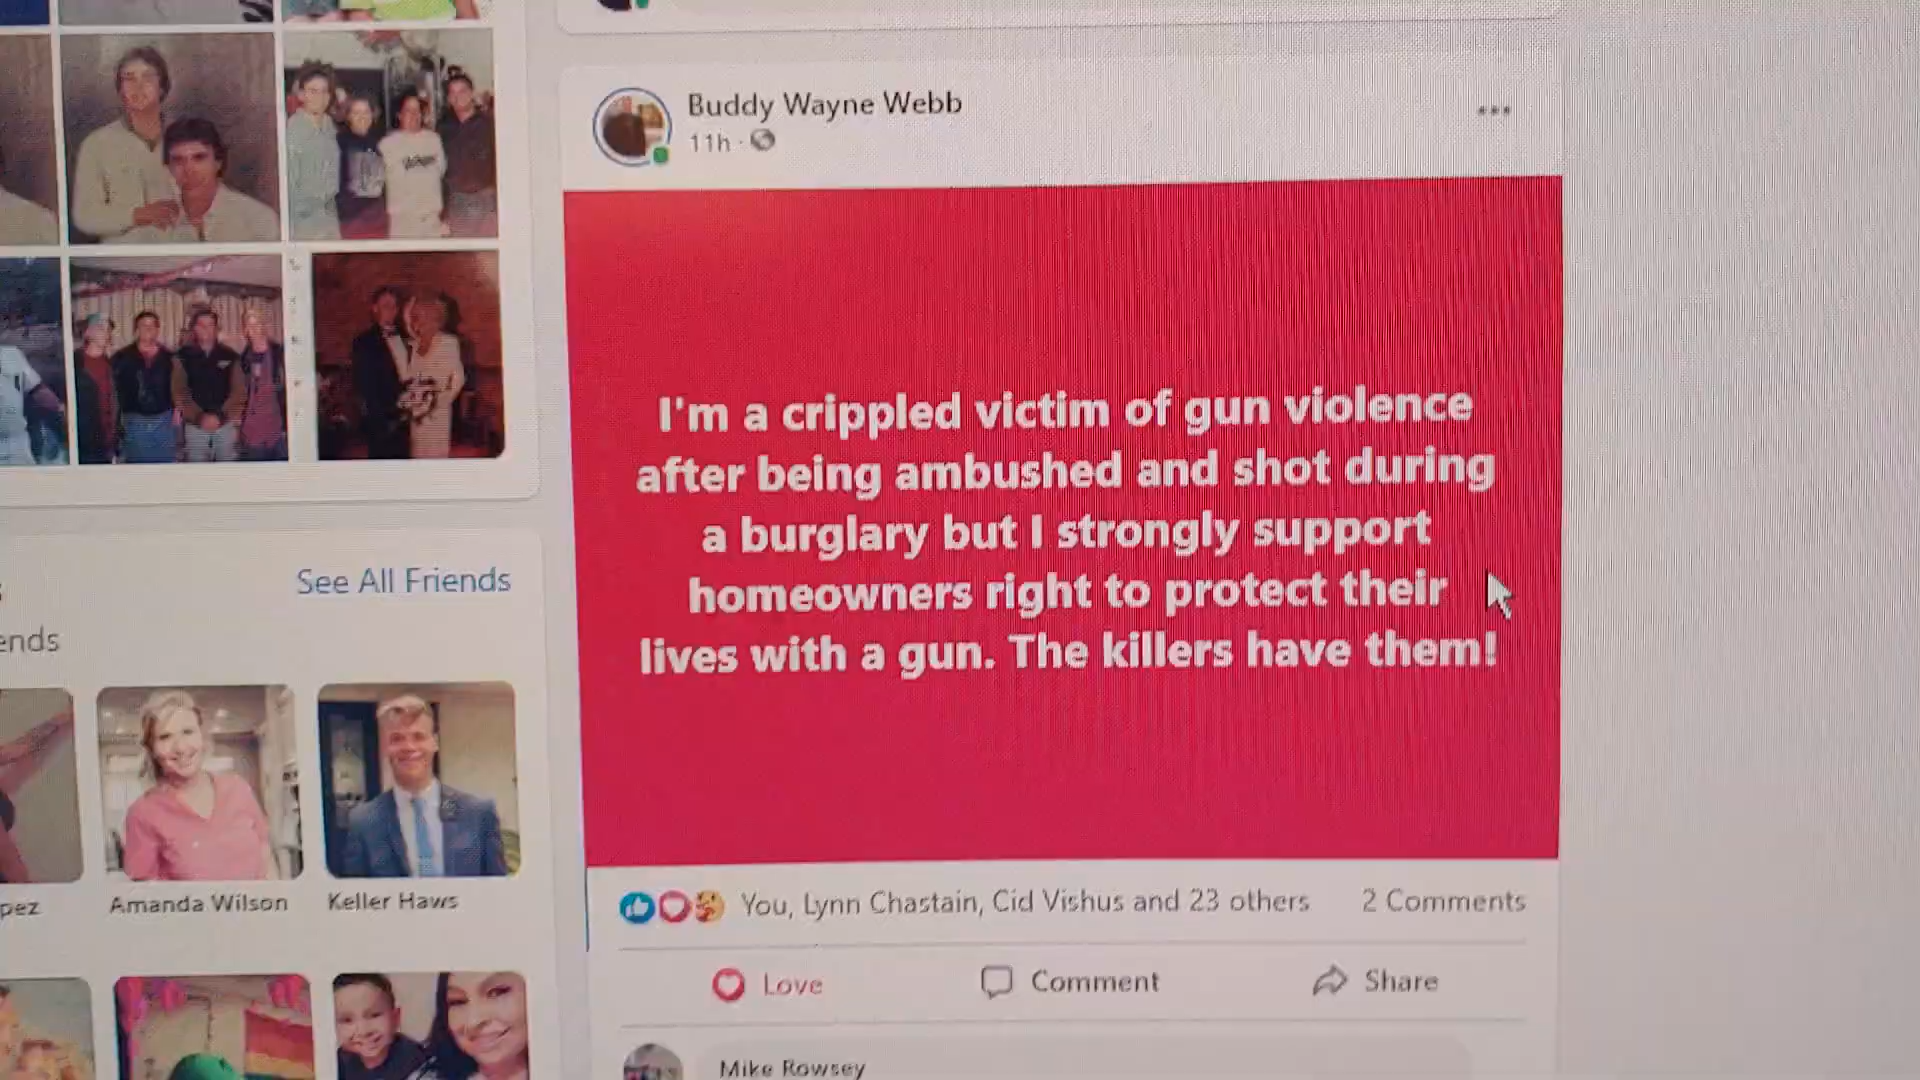 Buddy Wayne Webb
11h
I'm a crippled victim of gun violence
after being ambushed and shot during
a burglary but I strongly support
homeowners right to protect their
lives with a gun. The killers have them!
See All Friends
ends
pez
Amanda Wilson
Keller Haws
You, Lynn Chastain, Cid Vishus and 23 others
2 Comments
Love
Comment
Share
Mike Rowsey